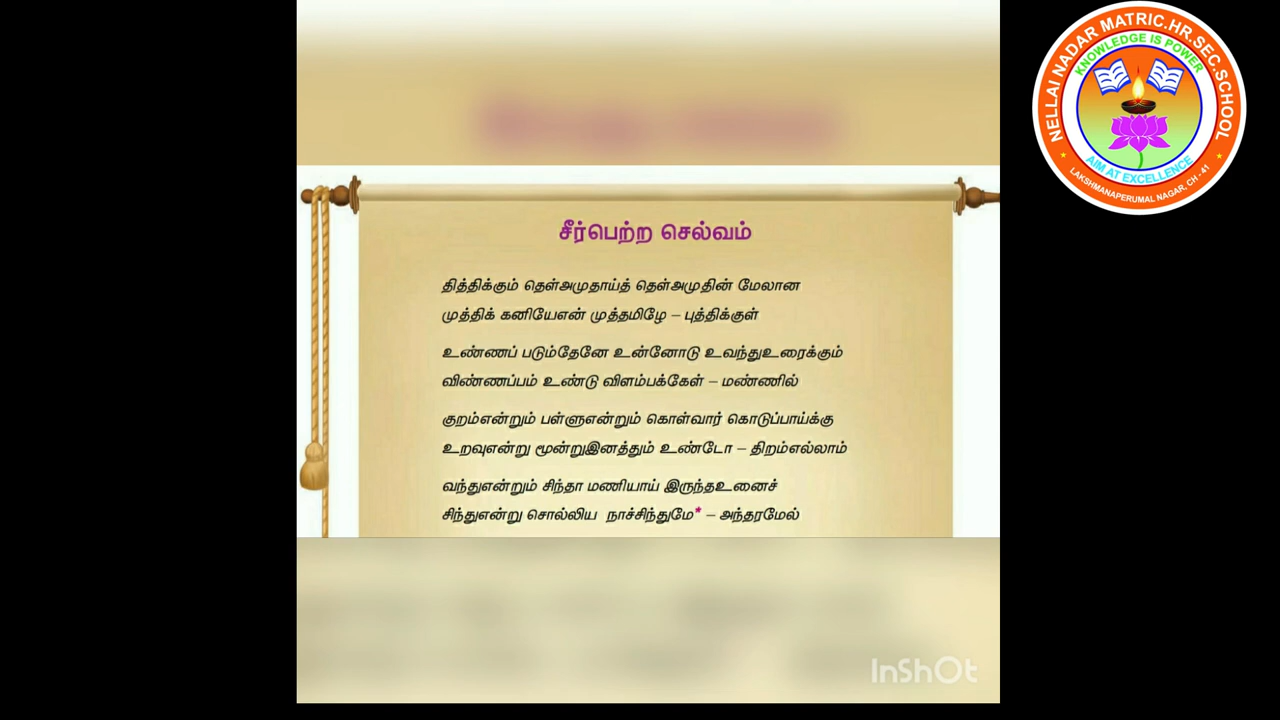 சீர்பெற்ற செல்வம்
தித்திக்கும் தெள்அமுதாய்த் தெள்அமுதின் மேலான
முத்திக் கனியேஎன் முத்தமிழே – புத்திக்குள்
உண்ணப் படும்தேனே உன்னோடு உவந்துஉரைக்கும்
விண்ணப்பம் உண்டு விளம்பக்கேள் – மண்ணில்
குறம்என்றும் பள்ளுஎன்றும் கொள்வார் கொடுப்பாய்க்கு
உறவுஎன்று மூன்றுஇனத்தும் உண்டோ – திறம்எல்லாம்
வந்துஎன்றும் சிந்தா மணியாய் இருந்தஉனைச்
சிந்துஎன்று சொல்லிய நாச்சிந்துமே* – அந்தரமேல்
NELLAI NADAR MATRIC.HR.SEC.SCHOOL
KNOWLEDGE IS POWER
AIM AT EXCELLENCE
LAKSHMANAPERUMAL NAGAR, CH - 41
InShOt